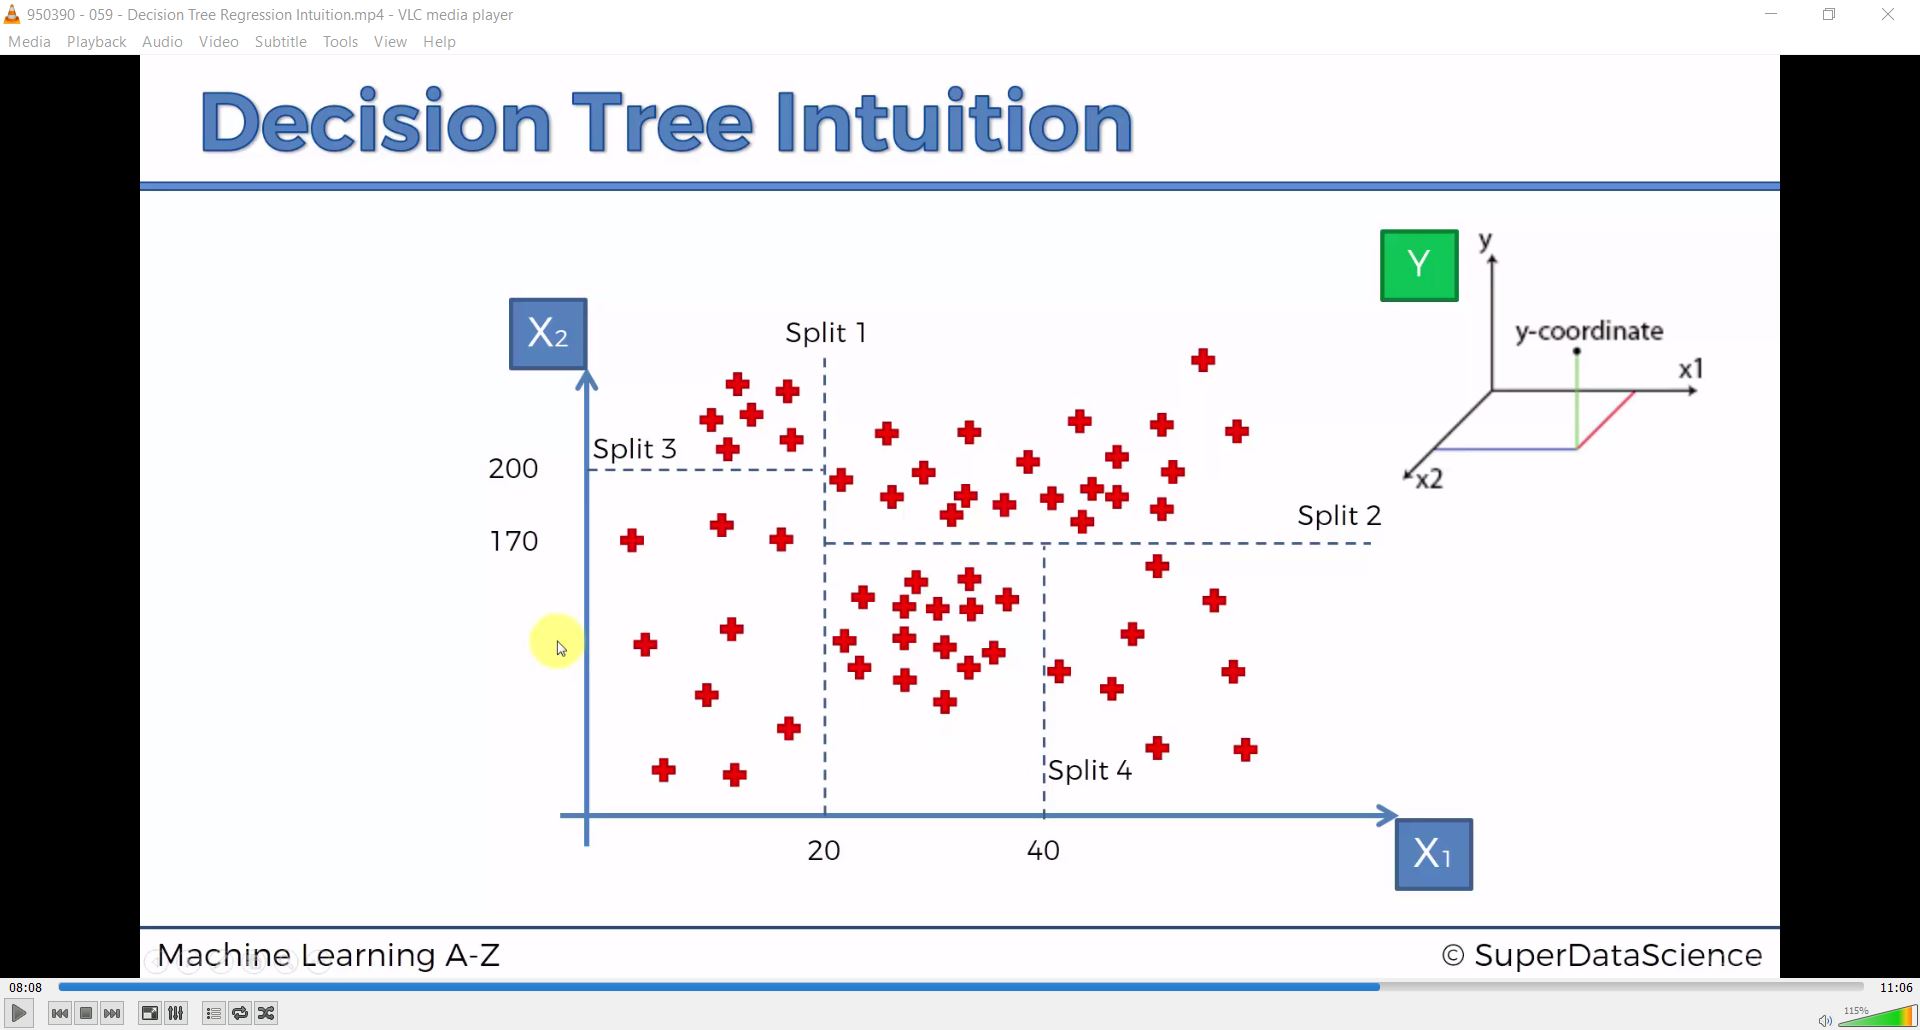 950390 - 059 - Decision Tree Regression Intuition.mp4 - VLC media player
Media Playback Audio Video Subtitle Tools View Help
Decision Tree Intuition
Y
y
y-coordinate
x1
x2
X2
Split 1
Split 3
200
Split 2
170
Split 4
20
40
X1
Machine Learning A-Z
© SuperDataScience
08:08
11:06
115%